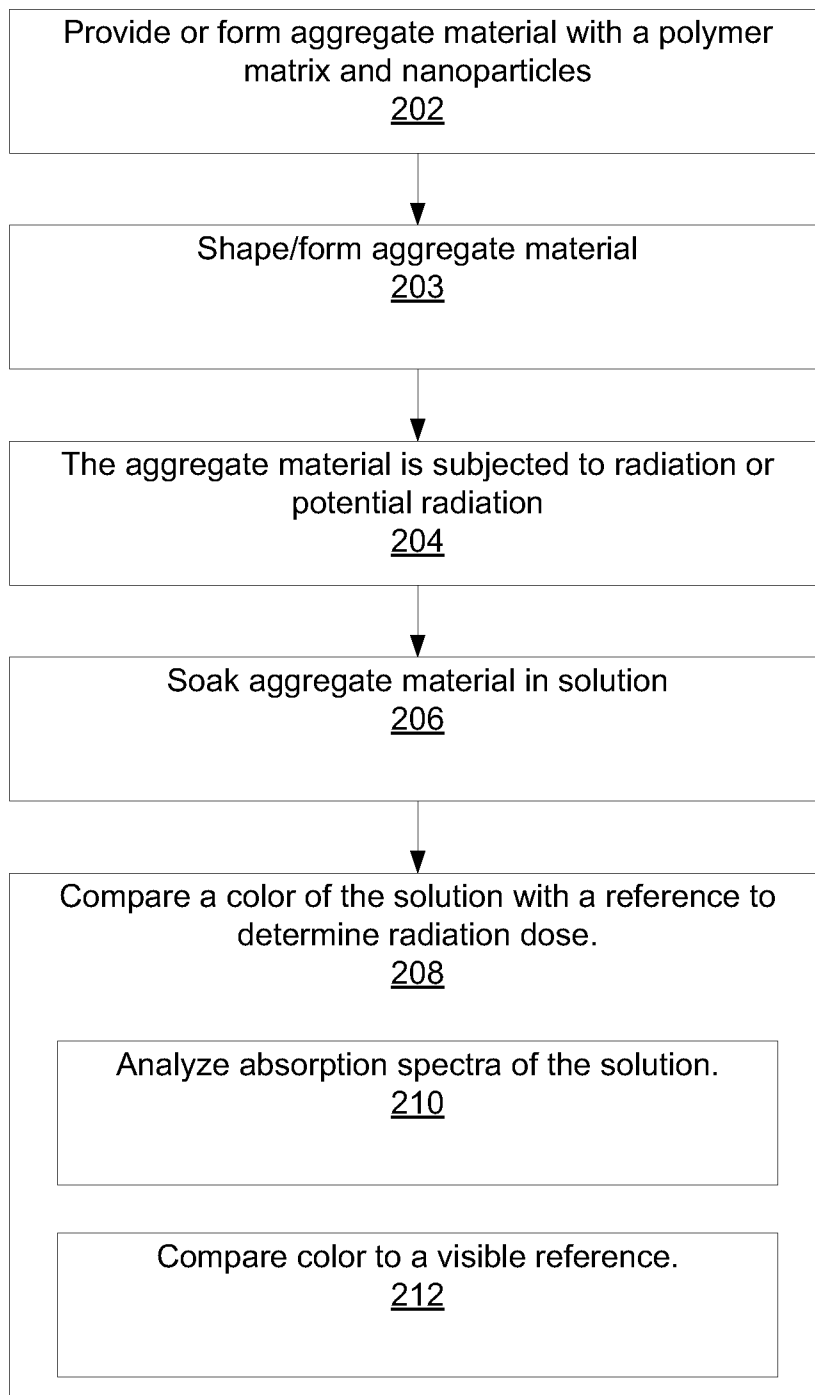 Provide or form aggregate material with a polymer
matrix and nanoparticles
202
Shape/form aggregate material
203
The aggregate material is subjected to radiation or
potential radiation
204
Soak aggregate material in solution
206
Compare a color of the solution with a reference to
determine radiation dose.
208
Analyze absorption spectra of the solution.
210
Compare color to a visible reference.
212